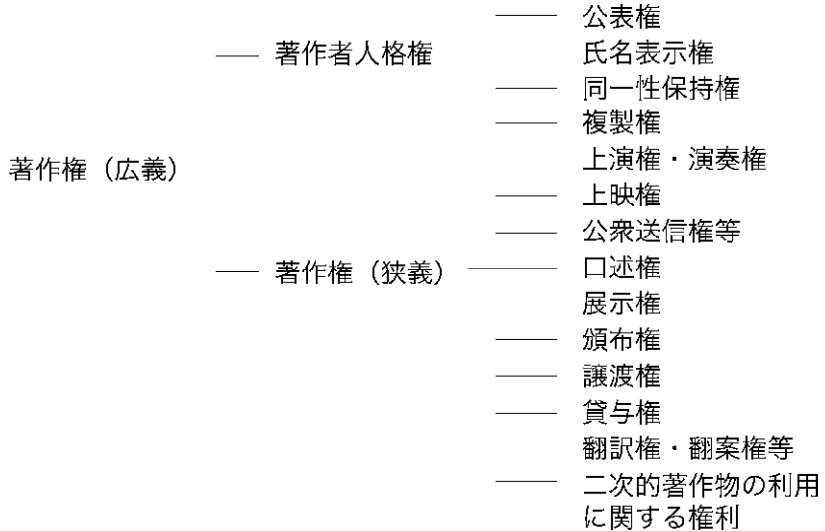 公表権
著作者人格権
氏名表示権
同一性保持権
複製権
上演権・演奏権
著作権（広義）
上映権
公衆送信権等
著作権（狭義）
口述権
展示権
頒布権
譲渡権
貸与権
翻訳権・翻案権等
二次的著作物の利用
に関する権利